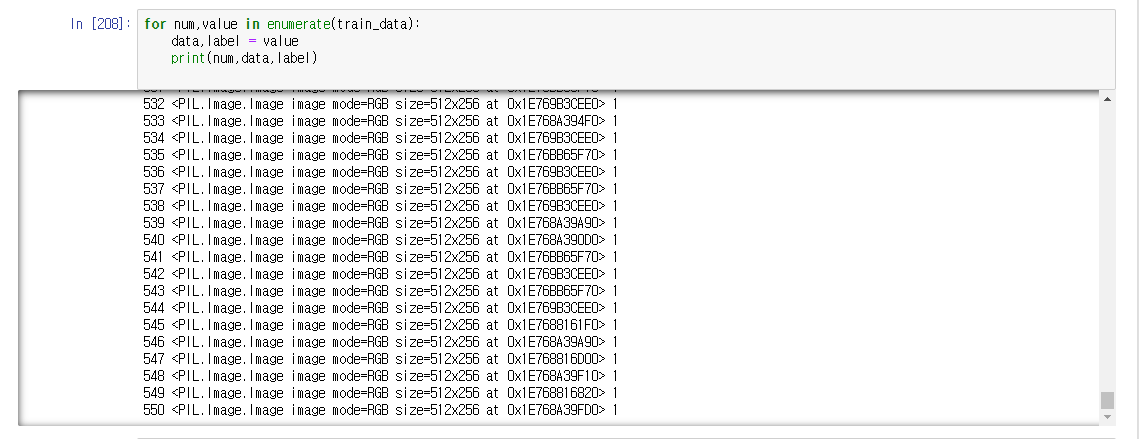 In [208]: for num,value in enumerate(train_data):
data,label = value
print(num,data,label)
532 <PIL.Image.Image image mode=RGB size=512x256 at 0x1E769B3CEE0> 1
533 <PIL.Image.Image image mode=RGB size=512x256 at 0x1E768A394F0> 1
534 <PIL.Image.Image image mode=RGB size=512x256 at 0x1E769B3CEE0> 1
535 <PIL.Image.Image image mode=RGB size=512x256 at 0x1E76BB65F70> 1
536 <PIL.Image.Image image mode=RGB size=512x256 at 0x1E769B3CEE0> 1
537 <PIL.Image.Image image mode=RGB size=512x256 at 0x1E76BB65F70> 1
538 <PIL.Image.Image image mode=RGB size=512x256 at 0x1E769B3CEE0> 1
539 <PIL.Image.Image image mode=RGB size=512x256 at 0x1E768A39A90> 1
540 <PIL.Image.Image image mode=RGB size=512x256 at 0x1E768A390D0> 1
541 <PIL.Image.Image image mode=RGB size=512x256 at 0x1E76BB65F70> 1
542 <PIL.Image.Image image mode=RGB size=512x256 at 0x1E769B3CEE0> 1
543 <PIL.Image.Image image mode=RGB size=512x256 at 0x1E76BB65F70> 1
544 <PIL.Image.Image image mode=RGB size=512x256 at 0x1E769B3CEE0> 1
545 <PIL.Image.Image image mode=RGB size=512x256 at 0x1E7688161F0> 1
546 <PIL.Image.Image image mode=RGB size=512x256 at 0x1E768A39A90> 1
547 <PIL.Image.Image image mode=RGB size=512x256 at 0x1E768816D00> 1
548 <PIL.Image.Image image mode=RGB size=512x256 at 0x1E768A39F10> 1
549 <PIL.Image.Image image mode=RGB size=512x256 at 0x1E768816820> 1
550 <PIL.Image.Image image mode=RGB size=512x256 at 0x1E768A39FD0> 1